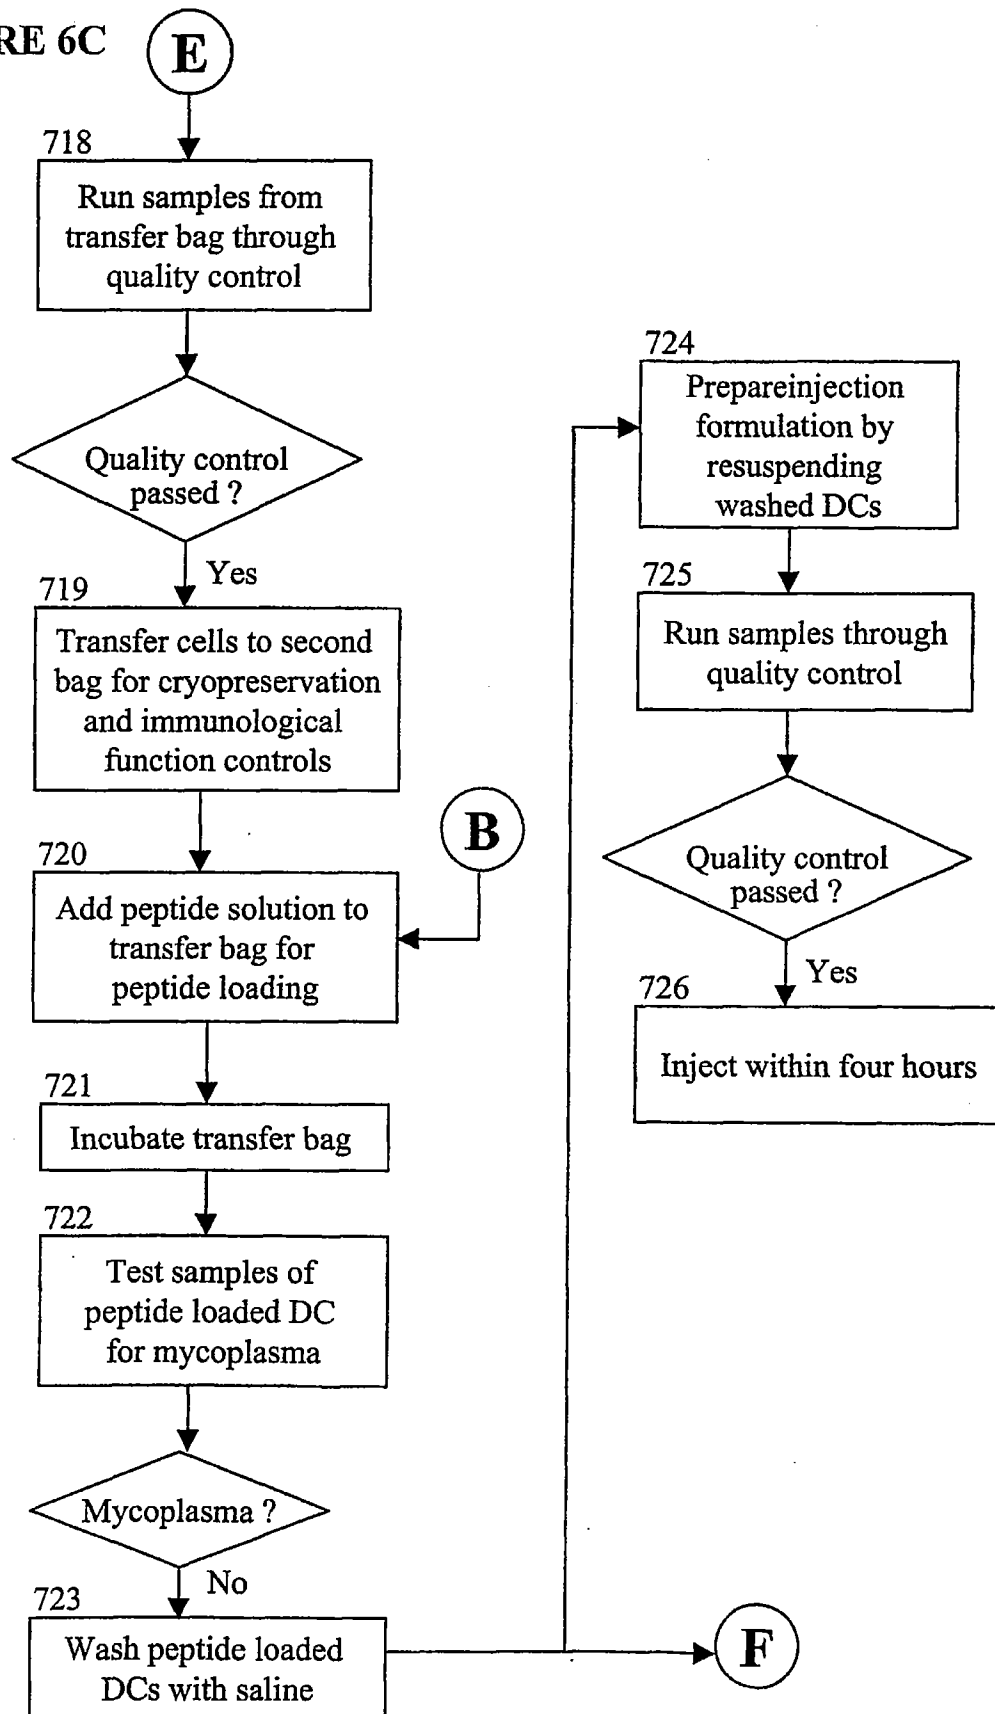 RE 6C
E
718
Run samples from
transfer bag through
quality control
Quality control
passed ?
Yes
719
Transfer cells to second
bag for cryopreservation
and immunological
function controls
B
720
Add peptide solution to
transfer bag for
peptide loading
721
Incubate transfer bag
722
Test samples of
peptide loaded DC
for mycoplasma
Mycoplasma ?
No
723
Wash peptide loaded
DCs with saline
F
724
Prepareinjection
formulation by
resuspending
washed DCs
725
Run samples through
quality control
Quality control
passed ?
Yes
726
Inject within four hours